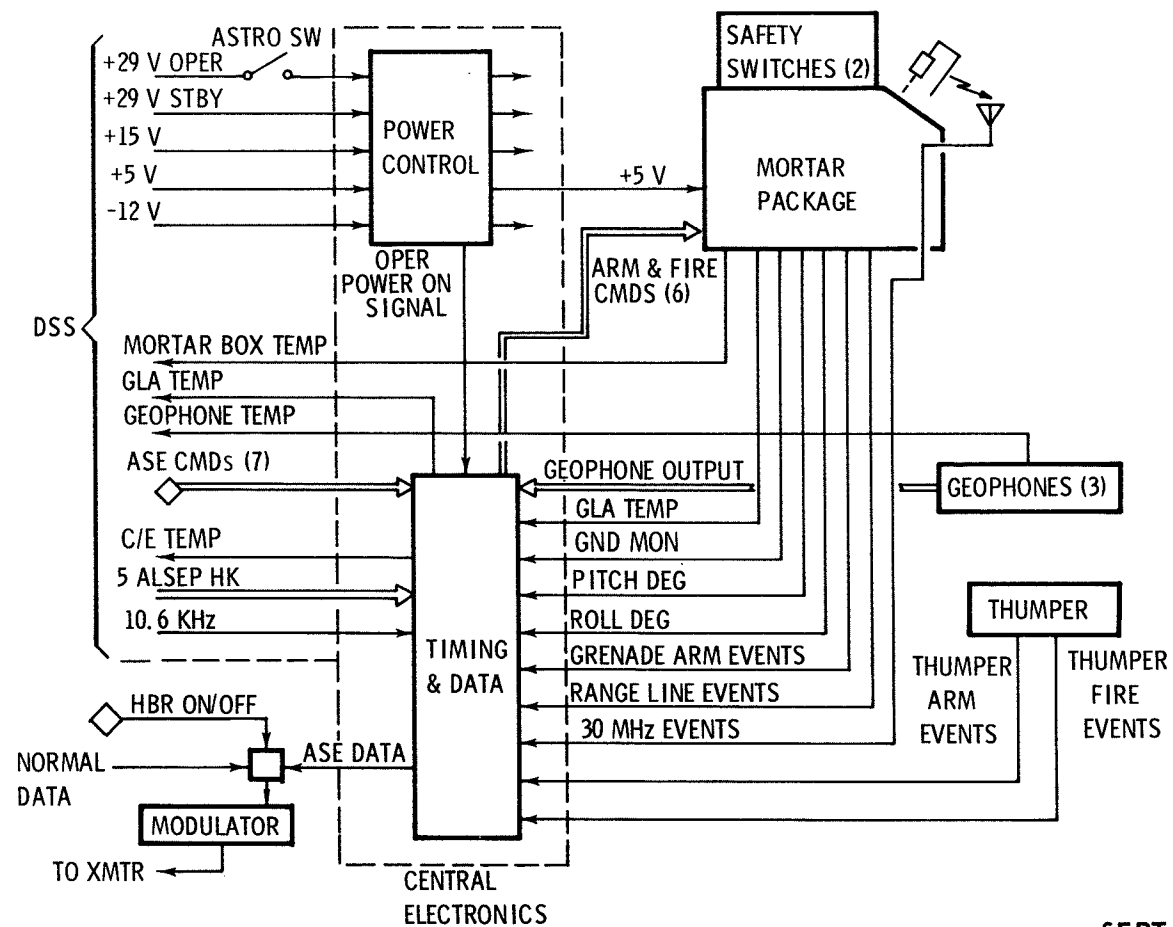 ASTRO SW
+29 V OPER
+29 V STBY
+15 V
+5 V
-12 V
DSS
POWER
CONTROL
OPER
POWER ON
SIGNAL
SAFETY
SWITCHES (2)
MORTAR
PACKAGE
+5 V
ARM & FIRE
CMDS (6)
MORTAR BOX TEMP
GLA TEMP
GEOPHONE TEMP
ASE CMDs (7)
C/E TEMP
5 ALSEP HK
10.6 KHz
TIMING
& DATA
GEOPHONE OUTPUT
GLA TEMP
GND MON
PITCH DEG
ROLL DEG
GRENADE ARM EVENTS
RANGE LINE EVENTS
30 MHz EVENTS
GEOPHONES (3)
THUMPER
THUMPER
ARM
EVENTS
THUMPER
FIRE
EVENTS
HBR ON/OFF
NORMAL
DATA
ASE DATA
MODULATOR
TO XMTR
CENTRAL
ELECTRONICS